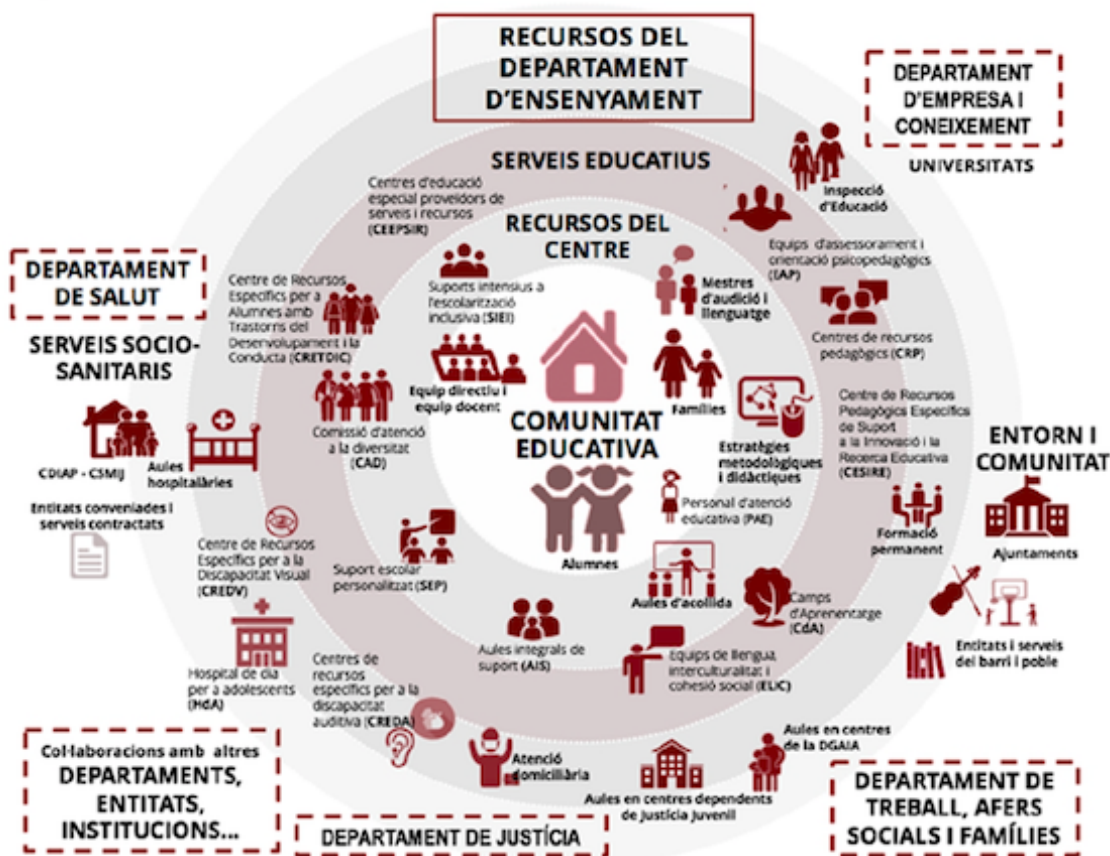 RECURSOS DEL
DEPARTAMENT
D'ENSENYAMENT
DEPARTAMENT
D'EMPRESA I
CONEIXEMENT
UNIVERSITATS
SERVEIS EDUCATIUS
Inspecció
d'Educació
Centres d'educació
especial proveïdors de
serveis i recursos
(CEEPSIR)
RECURSOS DEL
CENTRE
Equips d'assessorament i
orientació psicopedagògics
(EAP)
DEPARTAMENT
DE SALUT
SERVEIS SOCIO-
SANITARIS
Centre de Recursos
Específics per a
Alumnes amb
Trastorns del
Desenvolupament i la
Conducta (CRETDIC)
Suports intensius a
l'escolarització
inclusiva (SIEI)
Mestres
d'audició i
llenguatge
Centres de recursos
pedagògics (CRP)
Equip directiu i
equip docent
Famílies
COMUNITAT
EDUCATIVA
Comissió d'atenció
a la diversitat
(CAD)
Estratègies
metodològiques
i didàctiques
Centre de Recursos
Pedagògics Específics
de Suport
a la Innovació i la
Recerca Educativa
(CESIRE)
ENTORN I
COMUNITAT
CDIAP - CSMIJ
Aules
hospitalàries
Entitats conveniades i
serveis contractats
Personal d'atenció
educativa (PAE)
Formació
permanent
Ajuntaments
Centre de Recursos
Específics per a la
Discapacitat Visual
(CREDV)
Suport escolar
personalitzat (SEP)
Alumnes
Aules d'acollida
Camps
d'Aprenentatge
(CdA)
Entitats i serveis
del barri i poble
Hospital de dia
per a adolescents
(HdA)
Centres de
recursos
específics per a la
discapacitat
auditiva (CREDA)
Aules integrals de
suport (AIS)
Equips de llengua,
interculturalitat i
cohesió social (ELIC)
Atenció
domiciliària
Aules en centres dependents
de Justícia Juvenil
Aules en centres
de la DGAIA
Col·laboracions amb altres
DEPARTAMENTS,
ENTITATS,
INSTITUCIONS...
DEPARTAMENT DE JUSTÍCIA
DEPARTAMENT DE
TREBALL, AFERS
SOCIALS I FAMÍLIES